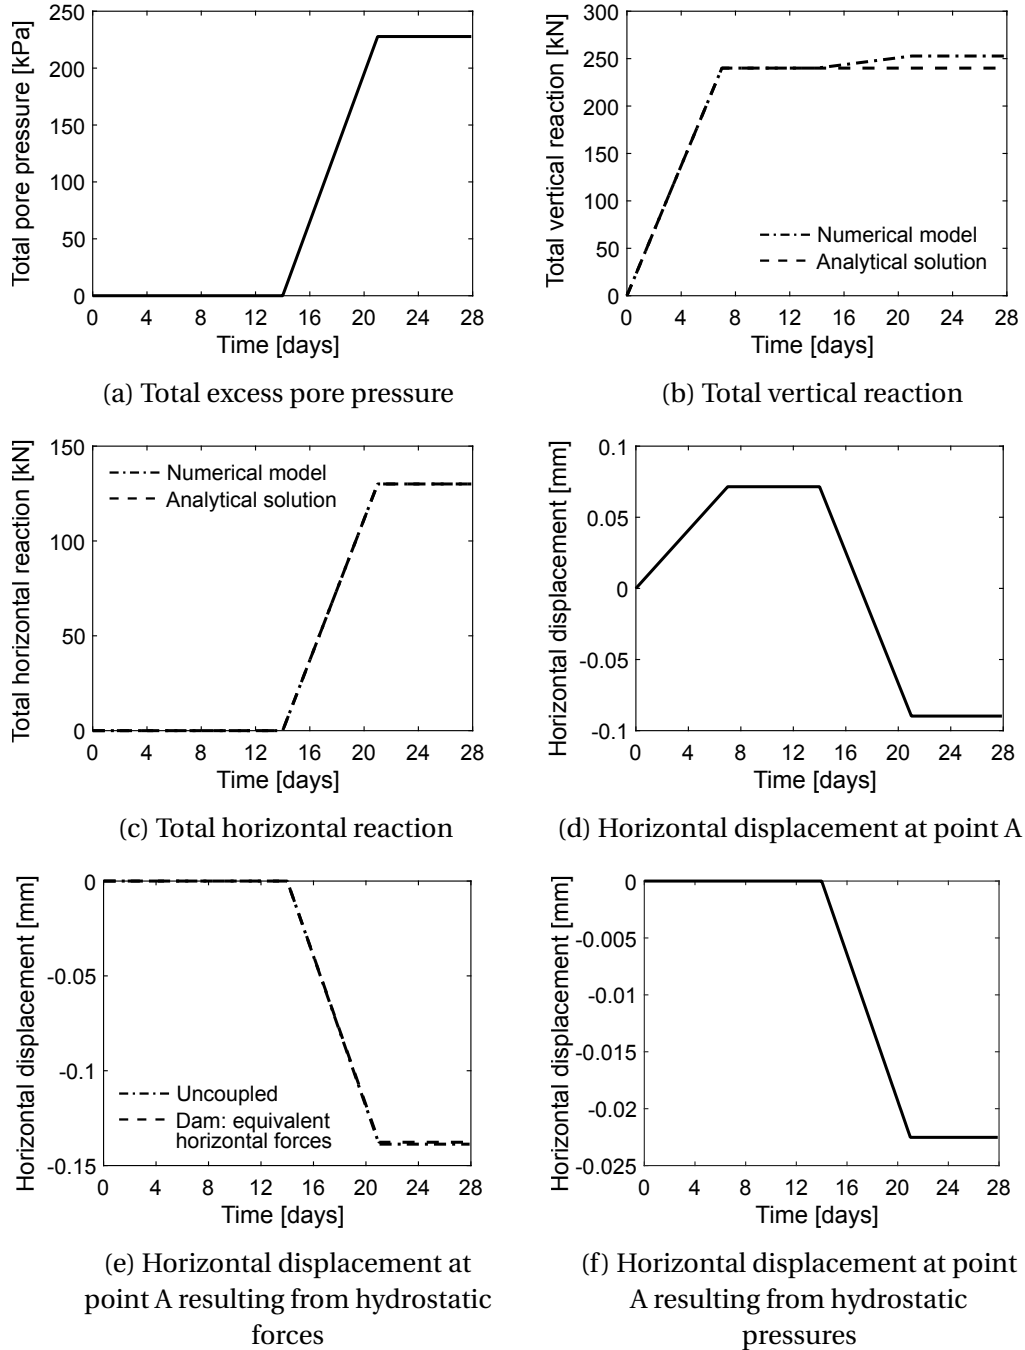 250
200
150
100
50
0
Total pore pressure [kPa]
0 4 8 12 16 20 24 28
Time [days]
(a) Total excess pore pressure
300
250
200
150
100
50
0
Total vertical reaction [kN]
Numerical model
Analytical solution
0 4 8 12 16 20 24 28
Time [days]
(b) Total vertical reaction
150
100
50
0
Total horizontal reaction [kN]
Numerical model
Analytical solution
0 4 8 12 16 20 24 28
Time [days]
(c) Total horizontal reaction
0.1
0.05
0
-0.05
-0.1
Horizontal displacement [mm]
0 4 8 12 16 20 24 28
Time [days]
(d) Horizontal displacement at point A
0
-0.05
-0.1
-0.15
Horizontal displacement [mm]
Uncoupled
Dam: equivalent
horizontal forces
0 4 8 12 16 20 24 28
Time [days]
(e) Horizontal displacement at
point A resulting from hydrostatic
forces
0
-0.005
-0.01
-0.015
-0.02
-0.025
Horizontal displacement [mm]
0 4 8 12 16 20 24 28
Time [days]
(f) Horizontal displacement at point
A resulting from hydrostatic
pressures